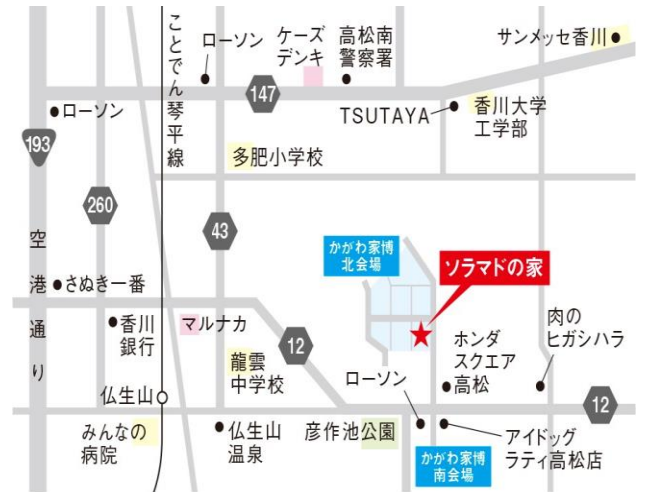 ことでん琴平線
ローソン
ケーズ
デンキ
高松南
警察署
サンメッセ香川
ローソン
147
TSUTAYA
香川大学
工学部
193
多肥小学校
260
43
空港通り
かがわ家博
北会場
ソラマドの家
さぬき一番
香川
銀行
マルナカ
12
龍雲
中学校
ホンダ
スクエア
高松
肉の
ヒガシハラ
ローソン
仏生山
12
みんなの
病院
仏生山
温泉
彦作池公園
かがわ家博
南会場
アイドッグ
ラティ高松店